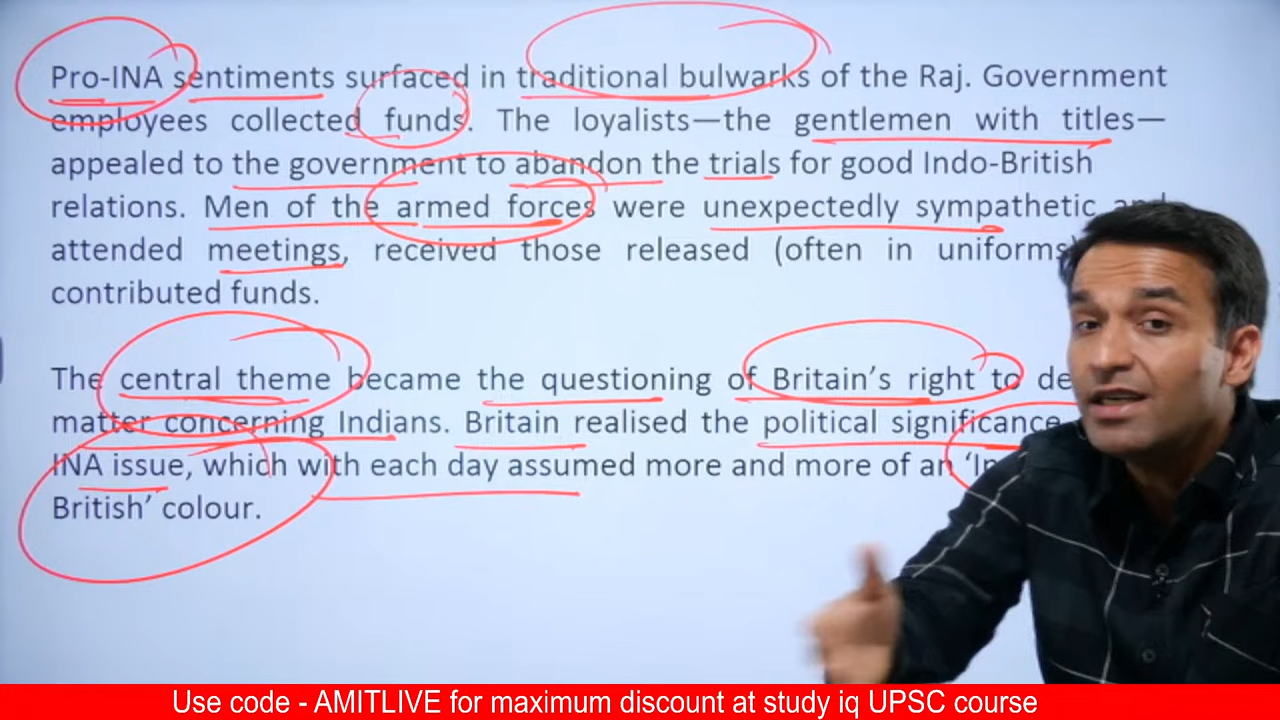 Pro-INA sentiments surfaced in traditional bulwarks of the Raj. Government
employees collected funds. The loyalists—the gentlemen with titles—
appealed to the government to abandon the trials for good Indo-British
relations. Men of the armed forces were unexpectedly sympathetic and
attended meetings, received those released (often in uniforms)
contributed funds.
The central theme became the questioning of Britain's right to
matter concerning Indians. Britain realised the political significance
INA issue, which with each day assumed more and more of an
British' colour.
Use code - AMITLIVE for maximum discount at study iq UPSC course